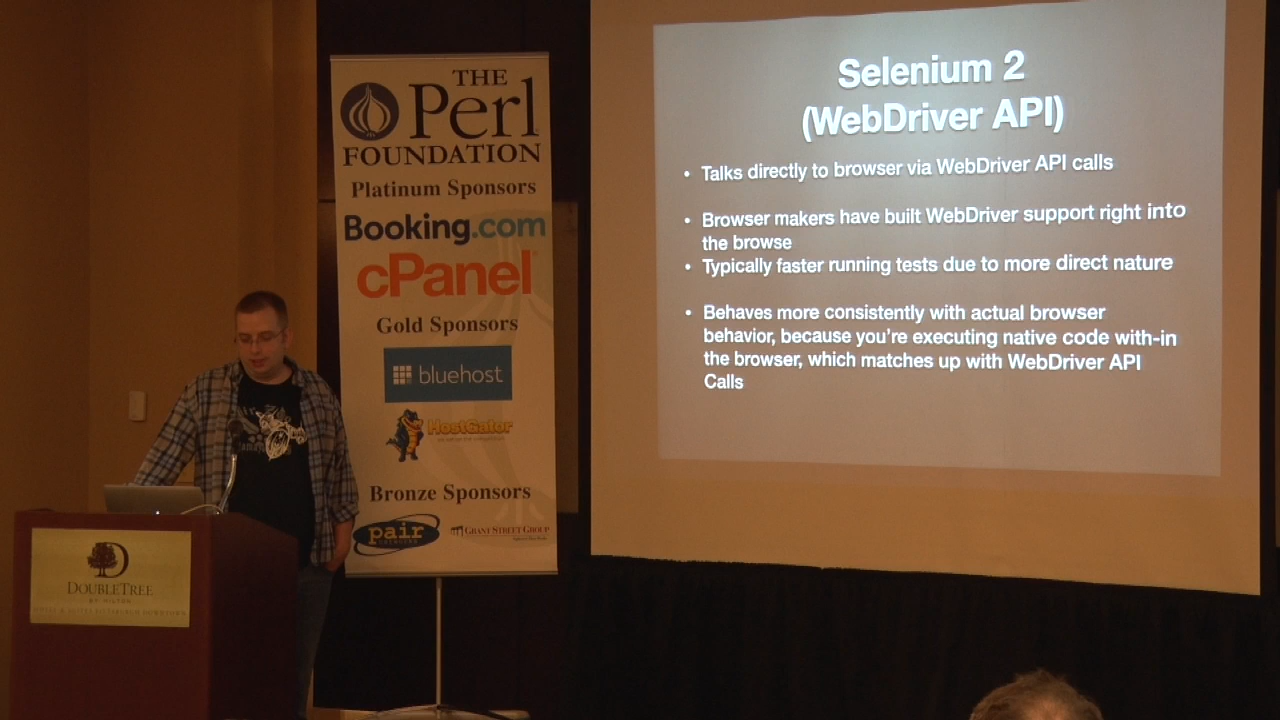 THE
Perl
FOUNDATION
Platinum Sponsors
Booking.com
cPanel
Gold Sponsors
bluehost
HostGator
Bronze Sponsors
pair
NETWORKS
GRANT STREET GROUP
DOUBLETREE
BY HILTON
Selenium 2
(WebDriver API)
• Talks directly to browser via WebDriver API calls
• Browser makers have built WebDriver support right into
the browse
• Typically faster running tests due to more direct nature
• Behaves more consistently with actual browser
behavior, because you're executing native code with-in
the browser, which matches up with WebDriver API
Calls